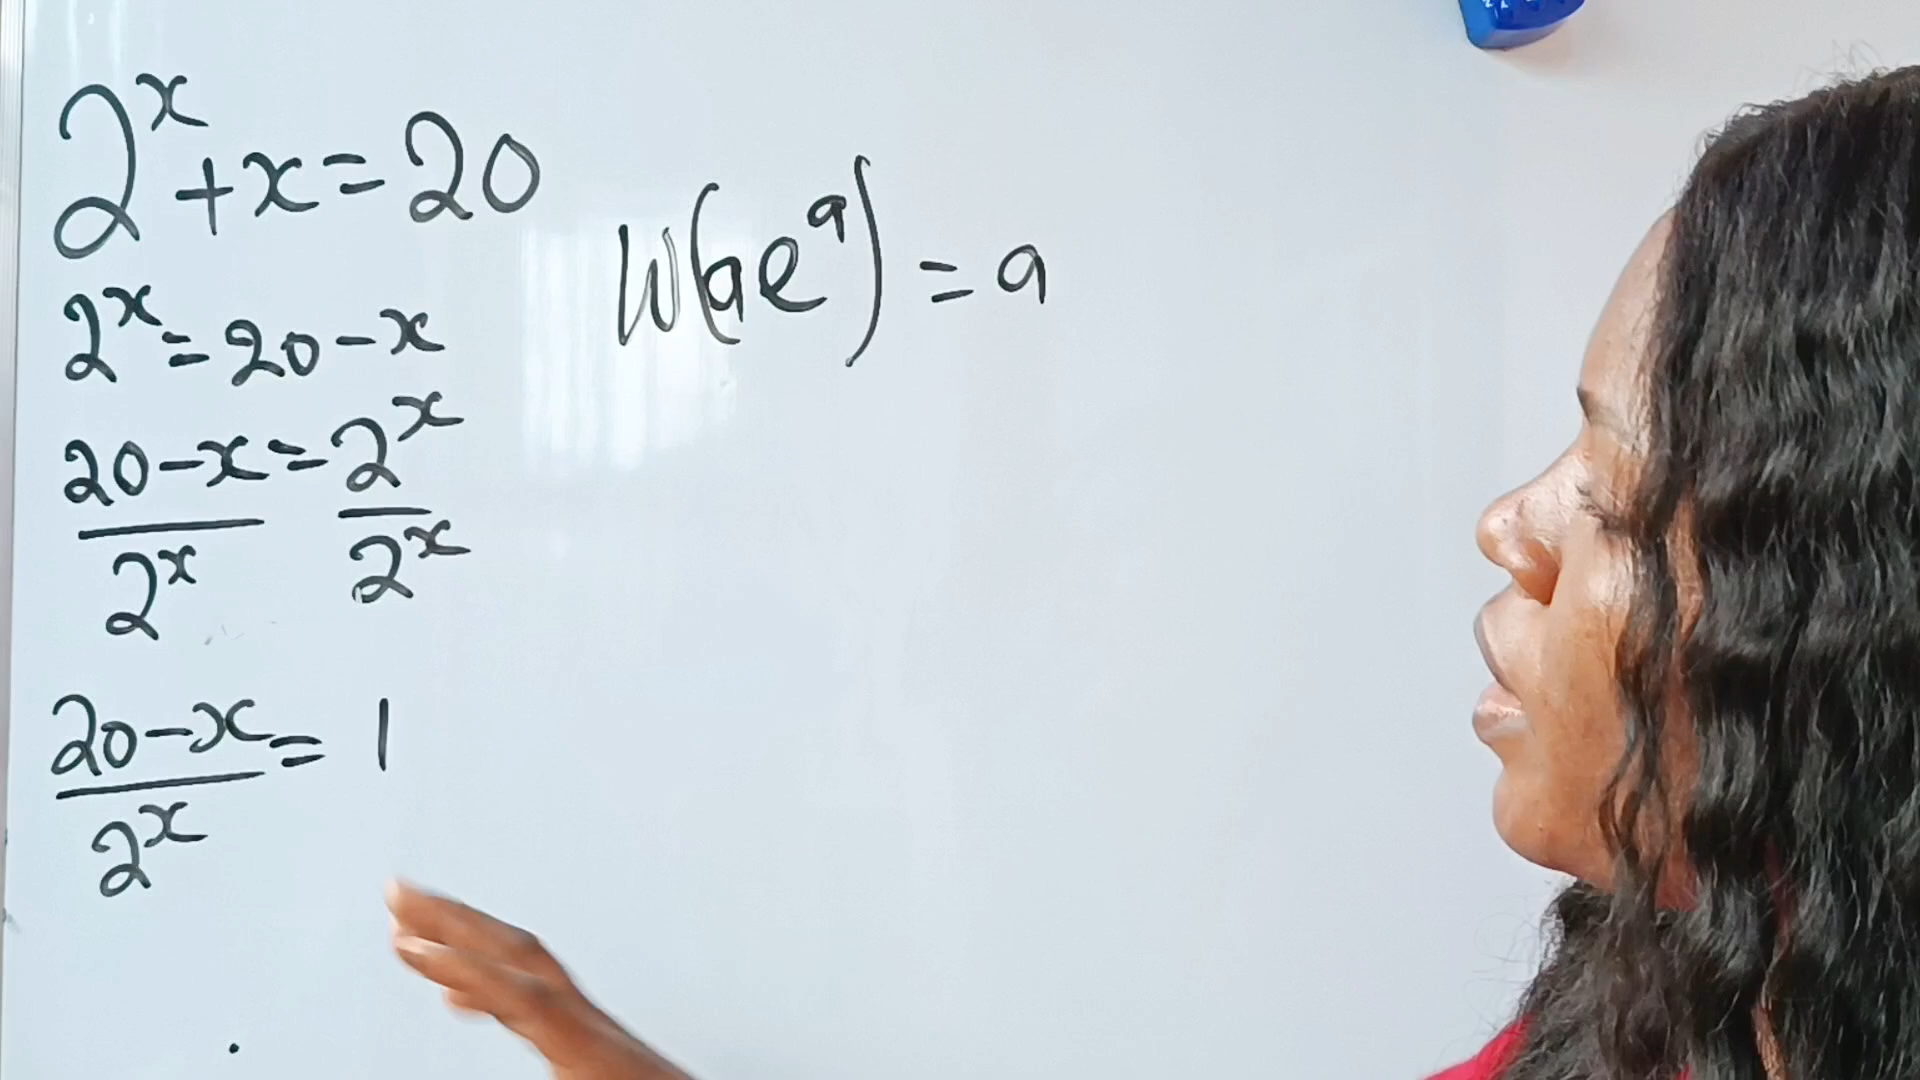 2^x + x = 20
2^x = 20 - x
20 - x / 2^x = 2^x / 2^x
20 - x / 2^x = 1
W(ae^a) = a